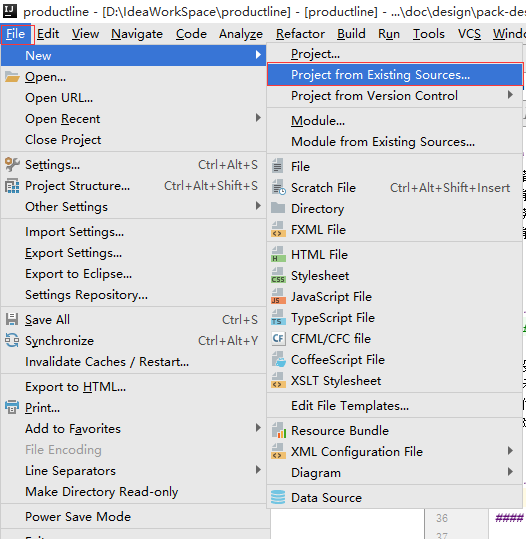 productline - [D:\IdeaWorkSpace\productline] - [productline] - ...\doc\design\pack-des
File Edit View Navigate Code Analyze Refactor Build Run Tools VCS Windo
New
Open...
Open URL...
Open Recent
Close Project
Settings... Ctrl+Alt+S
Project Structure... Ctrl+Alt+Shift+S
Other Settings
Import Settings...
Export Settings...
Export to Eclipse...
Settings Repository...
Save All Ctrl+S
Synchronize Ctrl+Alt+Y
Invalidate Caches / Restart...
Export to HTML...
Print...
Add to Favorites
File Encoding
Line Separators
Make Directory Read-only
Power Save Mode
Project...
Project from Existing Sources...
Project from Version Control
Module...
Module from Existing Sources...
File
Scratch File Ctrl+Alt+Shift+Insert
Directory
FXML File
HTML File
Stylesheet
JavaScript File
TypeScript File
CFML/CFC file
CoffeeScript File
XSLT Stylesheet
Edit File Templates...
Resource Bundle
XML Configuration File
Diagram
Data Source
36 ####
37